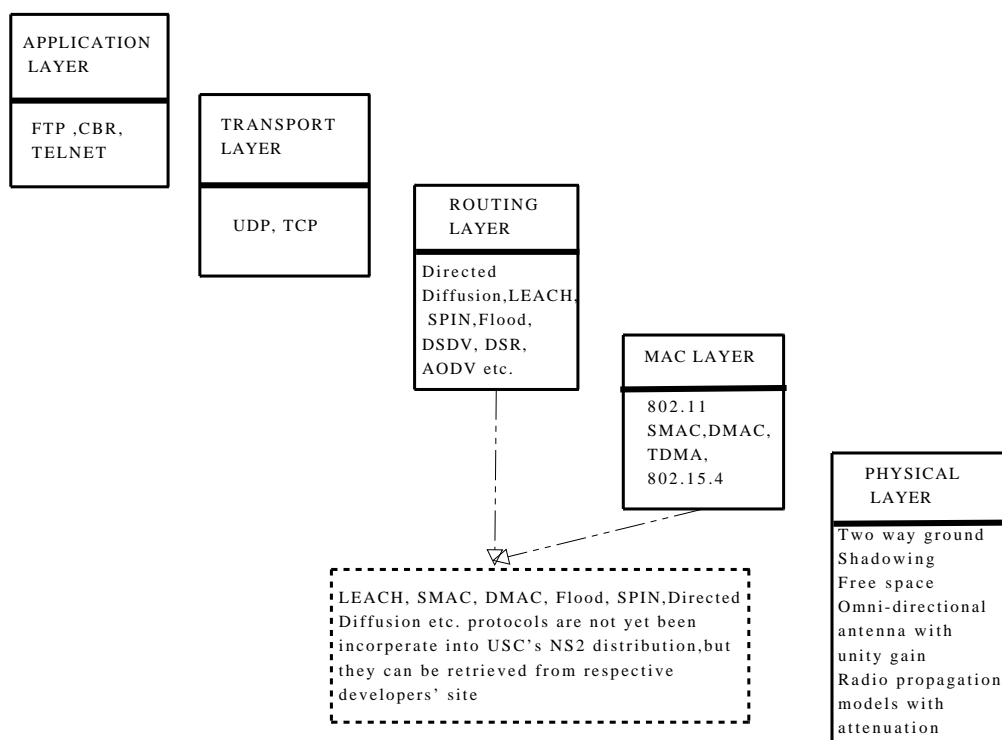 APPLICATION
LAYER
FTP ,CBR,
TELNET
TRANSPORT
LAYER
UDP, TCP
ROUTING
LAYER
Directed
Diffusion,LEACH,
SPIN,Flood,
DSDV, DSR,
AODV etc.
MAC LAYER
802.11
SMAC,DMAC,
TDMA,
802.15.4
PHYSICAL
LAYER
Two way ground
Shadowing
Free space
Omni-directional
antenna with
unity gain
Radio propagation
models with
attenuation
LEACH, SMAC, DMAC, Flood, SPIN,Directed
Diffusion etc. protocols are not yet been
incorperate into USC’s NS2 distribution,but
they can be retrieved from respective
developers’ site